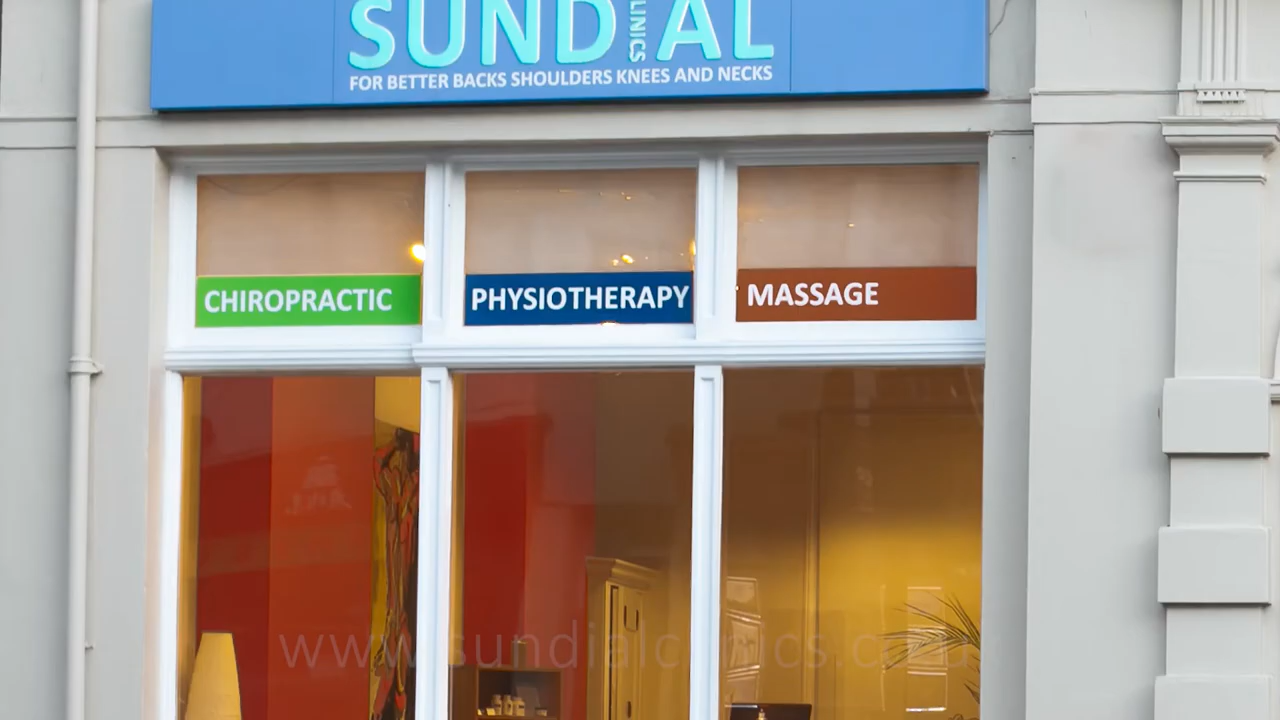 SUNDIAL
CLINICS
FOR BETTER BACKS SHOULDERS KNEES AND NECKS
CHIROPRACTIC
PHYSIOTHERAPY
MASSAGE
www.sundialclinics.co.uk